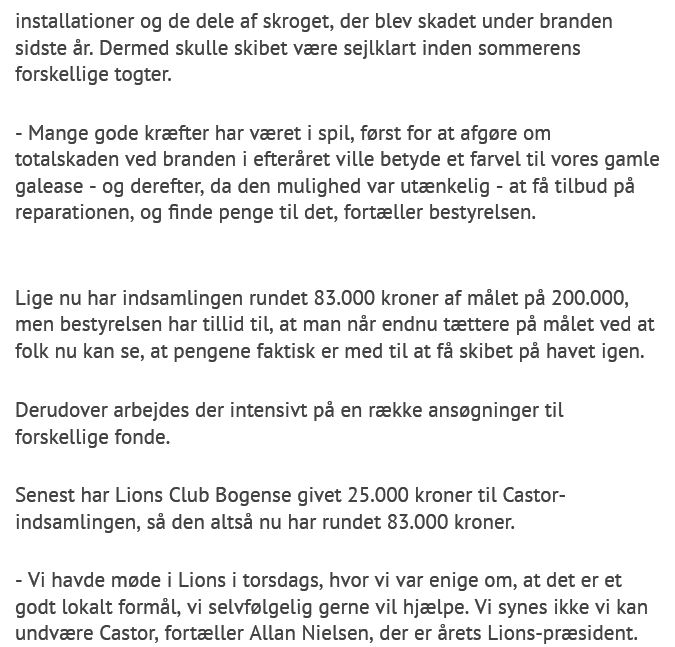 installationer og de dele af skroget, der blev skadet under branden
sidste år. Dermed skulle skibet være sejlklart inden sommerens
forskellige togter.
- Mange gode kræfter har været i spil, først for at afgøre om
totalskaden ved branden i efteråret ville betyde et farvel til vores gamle
galease - og derefter, da den mulighed var utænkelig - at få tilbud på
reparationen, og finde penge til det, fortæller bestyrelsen.
Lige nu har indsamlingen rundet 83.000 kroner af målet på 200.000,
men bestyrelsen har tillid til, at man når endnu tættere på målet ved at
folk nu kan se, at pengene faktisk er med til at få skibet på havet igen.
Derudover arbejdes der intensivt på en række ansøgninger til
forskellige fonde.
Senest har Lions Club Bogense givet 25.000 kroner til Castor-
indsamlingen, så den altså nu har rundet 83.000 kroner.
- Vi havde møde i Lions i torsdags, hvor vi var enige om, at det er et
godt lokalt formål, vi selvfølgelig gerne vil hjælpe. Vi synes ikke vi kan
undvære Castor, fortæller Allan Nielsen, der er årets Lions-præsident.